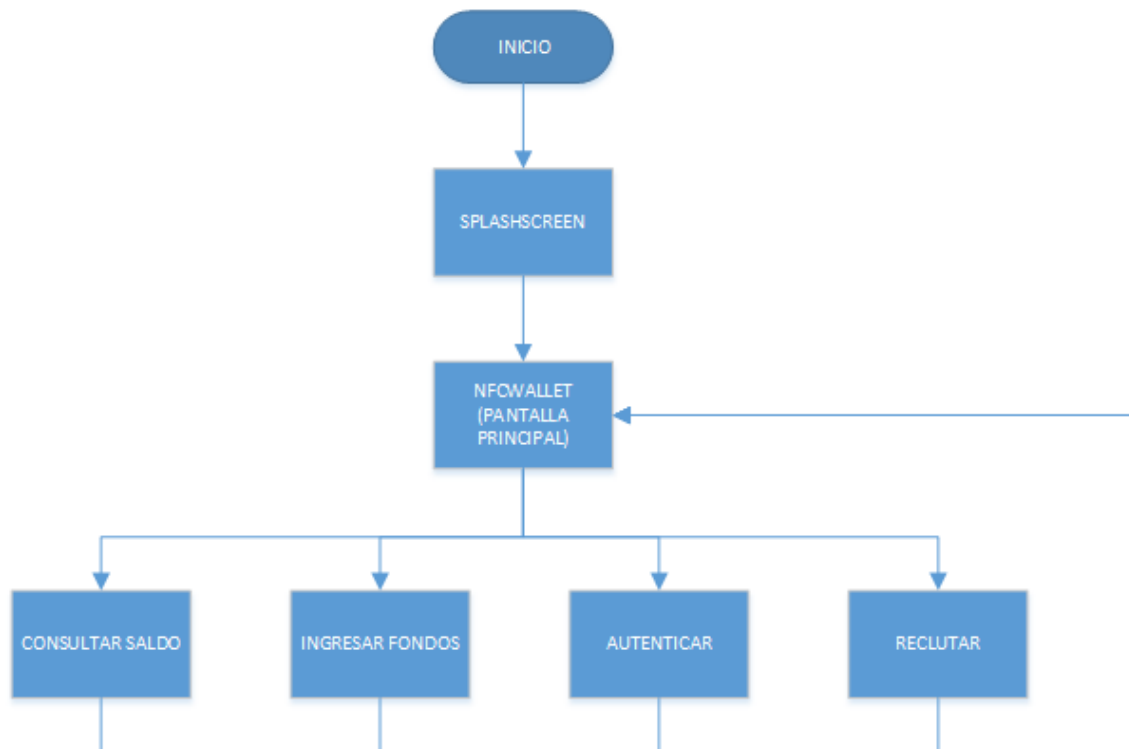 INICIO
SPLASHSCREEN
NFCWALLET
(PANTALLA
PRINCIPAL)
CONSULTAR SALDO
INGRESAR FONDOS
AUTENTICAR
RECLUTAR